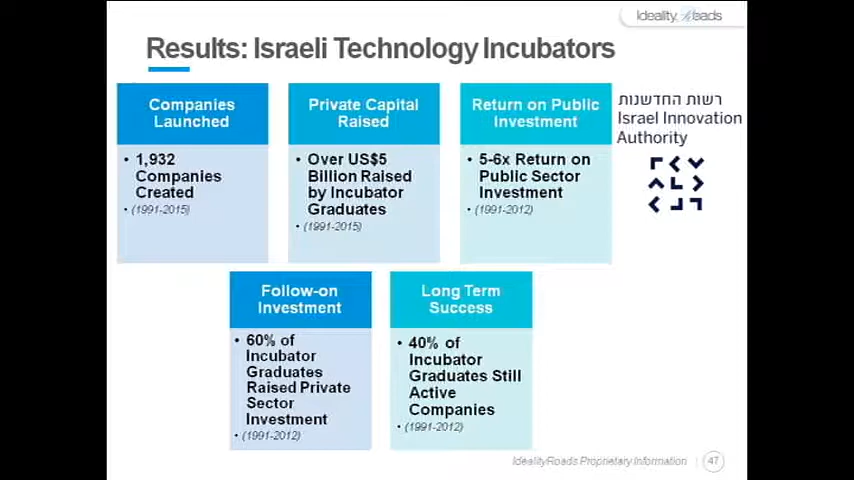 Ideality Roads
Results: Israeli Technology Incubators
Companies
Launched
• 1,932
Companies
Created
• (1991-2015)
Private Capital
Raised
• Over US$5
Billion Raised
by Incubator
Graduates
• (1991-2015)
Return on Public
Investment
• 5-6x Return on
Public Sector
Investment
• (1991-2012)
רשות החדשנות
Israel Innovation
Authority
Follow-on
Investment
• 60% of
Incubator
Graduates
Raised Private
Sector
Investment
• (1991-2012)
Long Term
Success
• 40% of
Incubator
Graduates Still
Active
Companies
• (1991-2012)
IdealityRoads Proprietary Information | 47